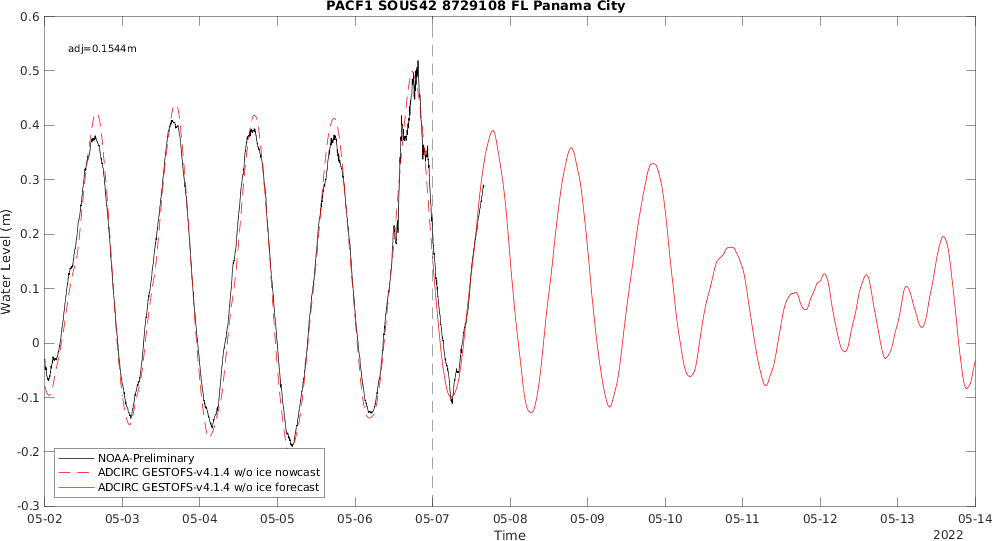 PACF1 SOUS42 8729108 FL Panama City
adj=0.1544m
Water Level (m)
0.6
0.5
0.4
0.3
0.2
0.1
0
-0.1
-0.2
-0.3
NOAA-Preliminary
ADCIRC GESTOFS-v4.1.4 w/o ice nowcast
ADCIRC GESTOFS-v4.1.4 w/o ice forecast
05-02 05-03 05-04 05-05 05-06 05-07 05-08 05-09 05-10 05-11 05-12 05-13 05-14
Time
2022